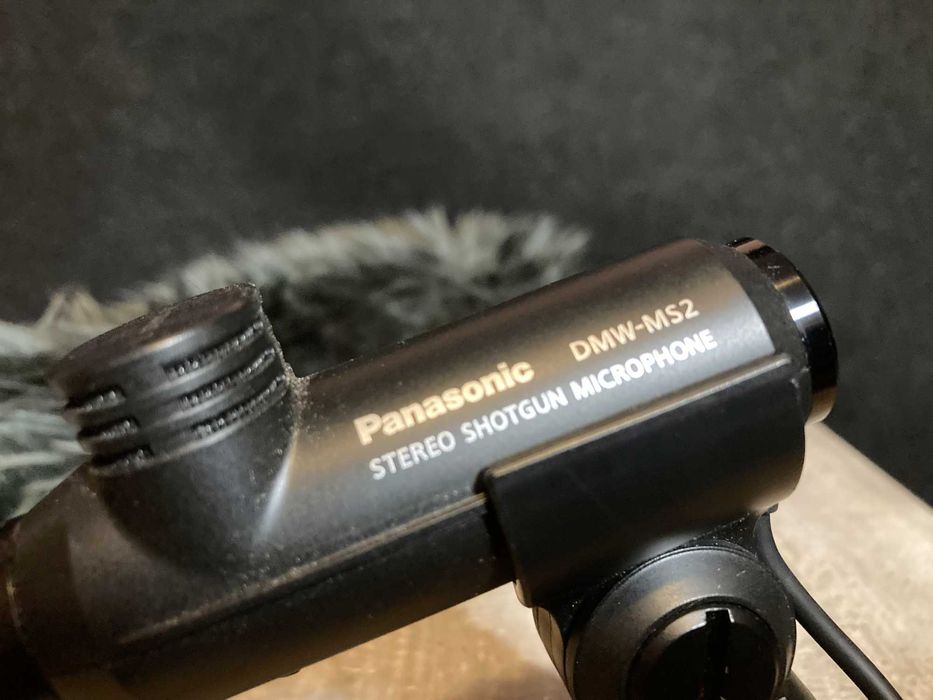 Panasonic DMW-MS2
STEREO SHOTGUN MICROPHONE